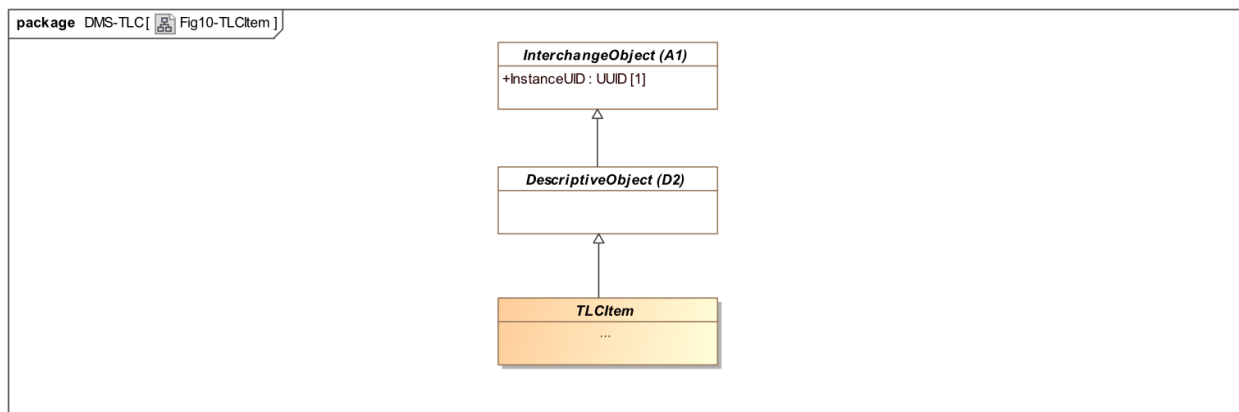 package DMS-TLC [ Fig10-TLCItem ]
InterchangeObject (A1)
+InstanceUID : UUID [1]
DescriptiveObject (D2)
TLCItem
...